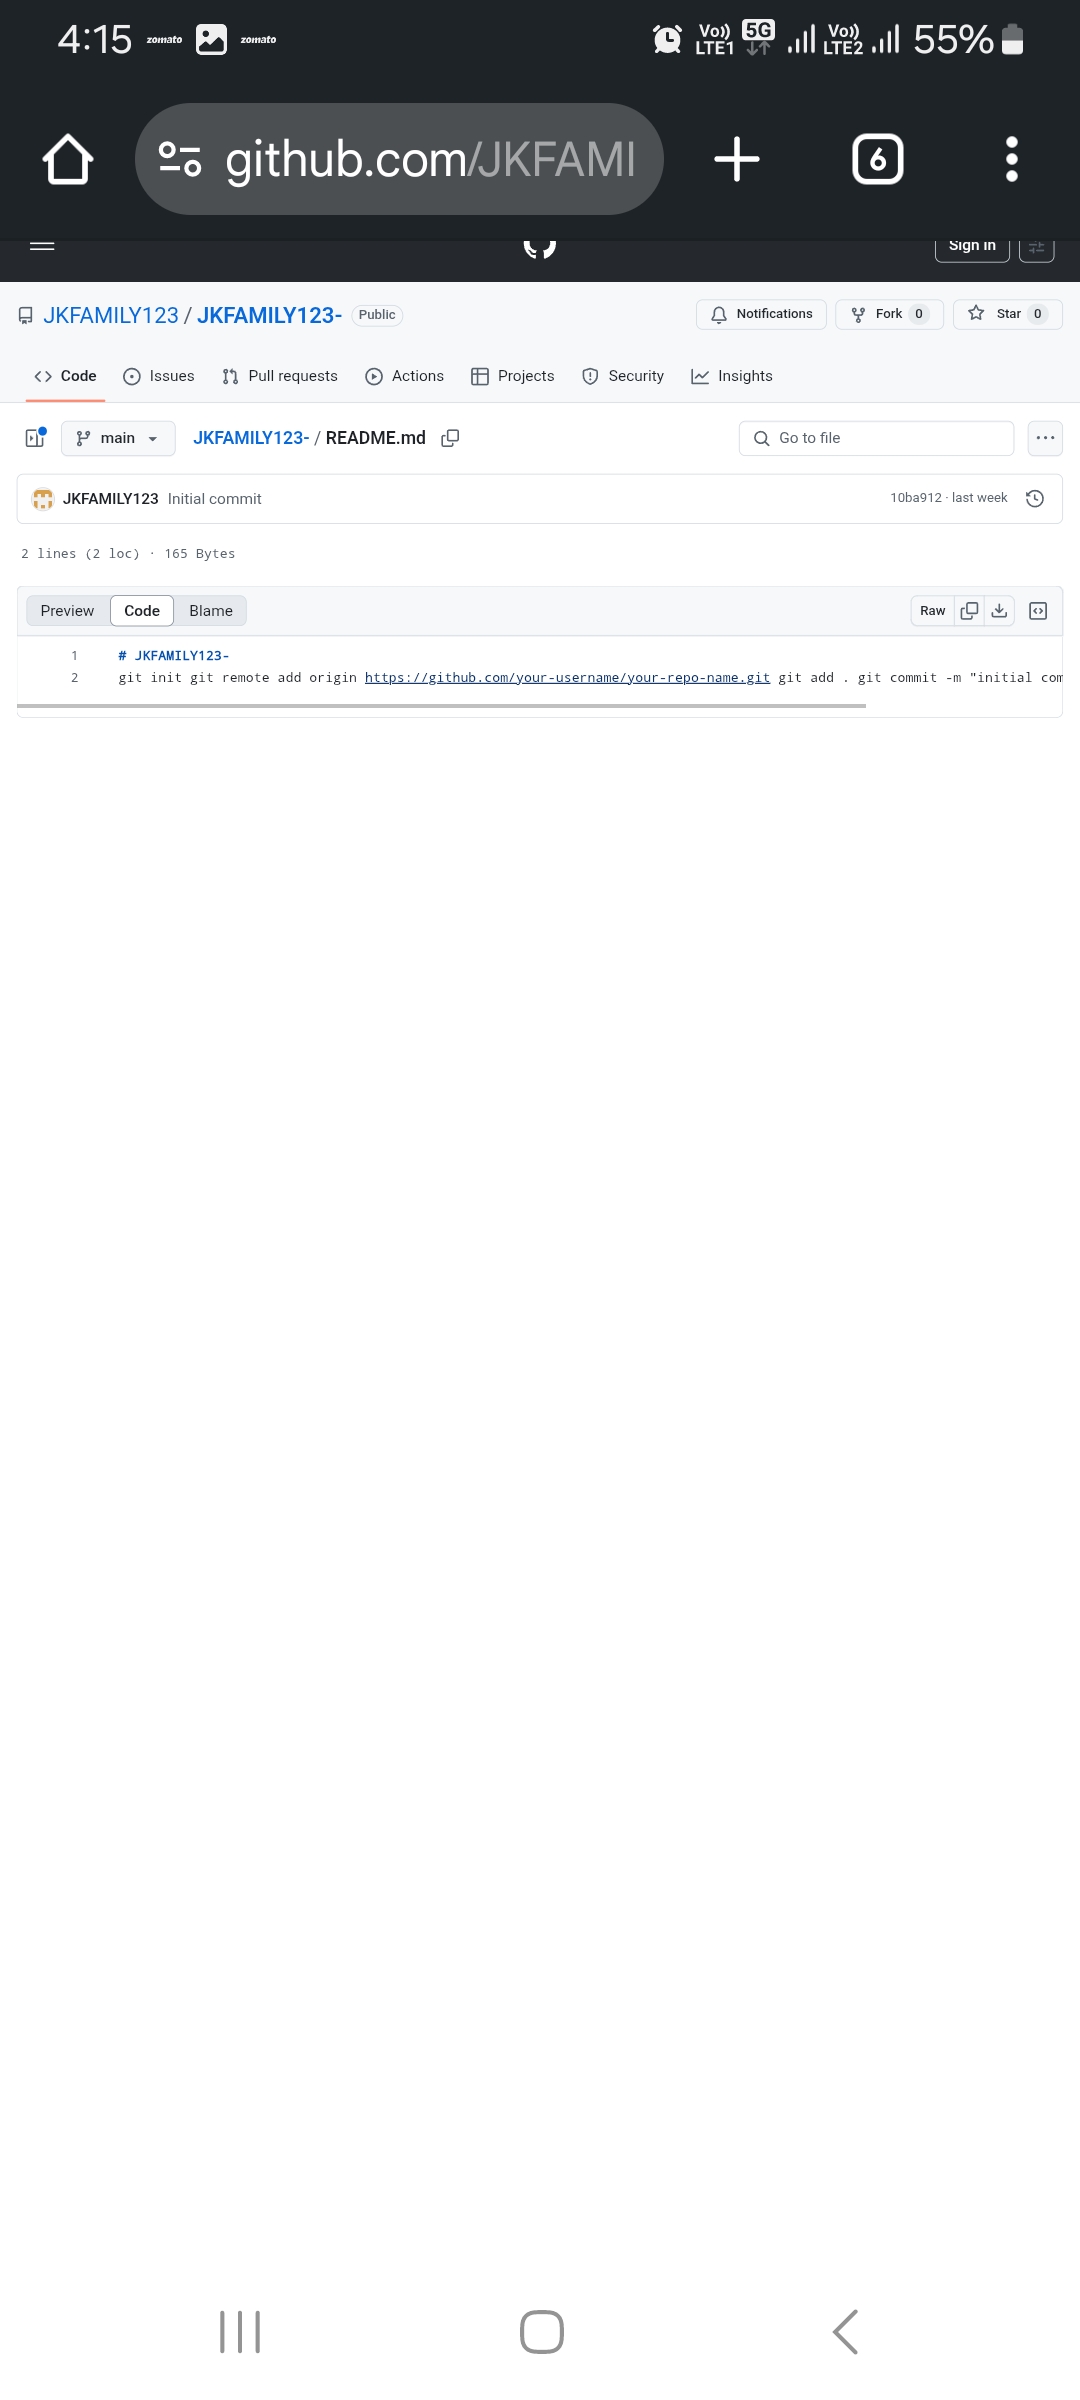 4:15 zomato zomato Vo)) LTE1 5G Vo)) LTE2 55%
github.com/JKFAMI 6
Sign in
JKFAMILY123 / JKFAMILY123- Public Notifications Fork 0 Star 0
Code Issues Pull requests Actions Projects Security Insights
main JKFAMILY123- / README.md Go to file
JKFAMILY123 Initial commit 10ba912 · last week
2 lines (2 loc) · 165 Bytes
Preview Code Blame Raw
1 # JKFAMILY123-
2 git init git remote add origin https://github.com/your-username/your-repo-name.git git add . git commit -m "initial com